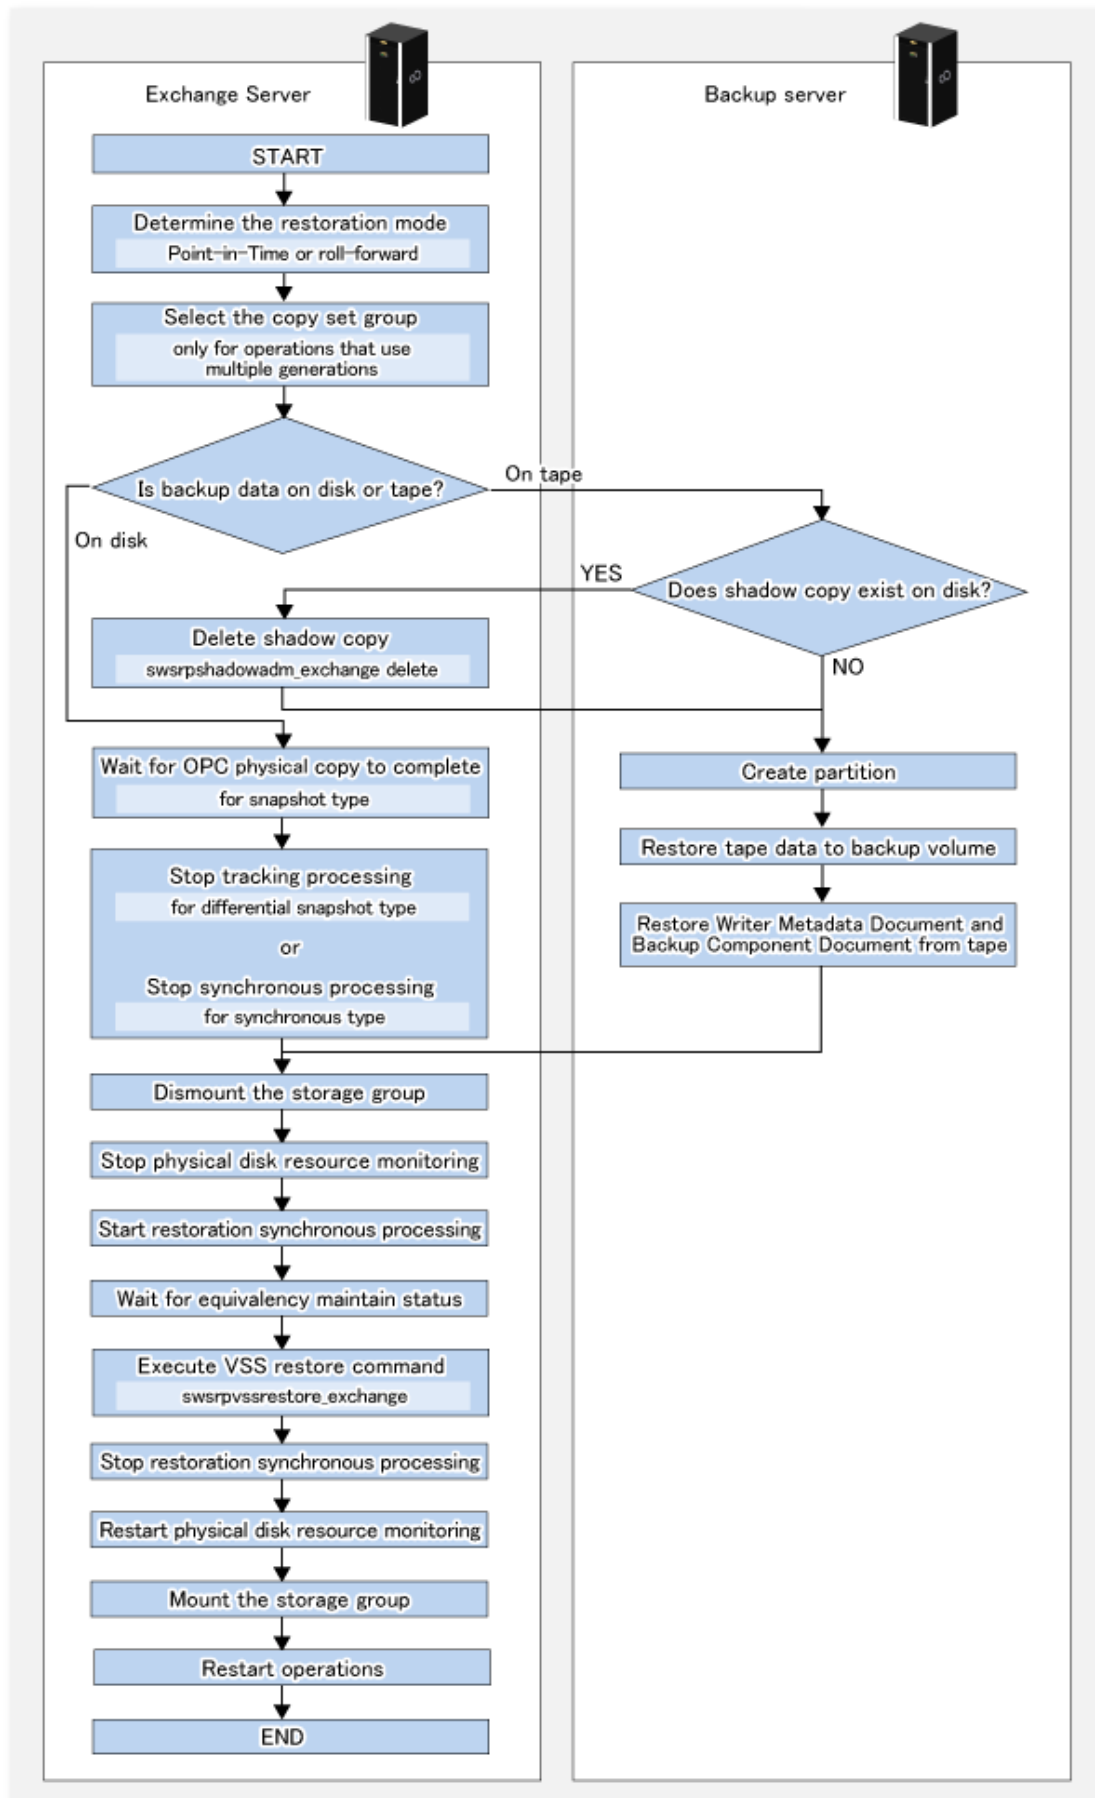 Exchange Server
Backup server
START
Determine the restoration mode
Point-in-Time or roll-forward
Select the copy set group
only for operations that use
multiple generations
Is backup data on disk or tape?
On tape
On disk
YES
Does shadow copy exist on disk?
NO
Delete shadow copy
swsrpshadowadm_exchange delete
Wait for OPC physical copy to complete
for snapshot type
Create partition
Restore tape data to backup volume
Stop tracking processing
for differential snapshot type
or
Stop synchronous processing
for synchronous type
Restore Writer Metadata Document and
Backup Component Document from tape
Dismount the storage group
Stop physical disk resource monitoring
Start restoration synchronous processing
Wait for equivalency maintain status
Execute VSS restore command
swsrpvssrestore_exchange
Stop restoration synchronous processing
Restart physical disk resource monitoring
Mount the storage group
Restart operations
END